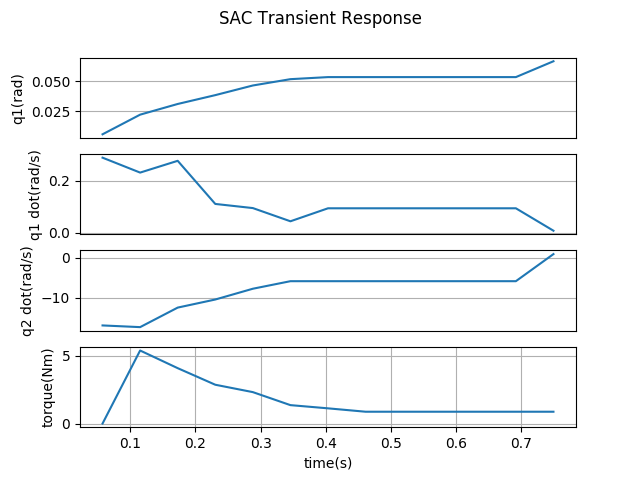 SAC Transient Response
0.050
0.025
q1(rad)
0.2
0.0
q1 dot(rad/s)
0
−10
q2 dot(rad/s)
5
0
torque(Nm)
0.1 0.2 0.3 0.4 0.5 0.6 0.7
time(s)